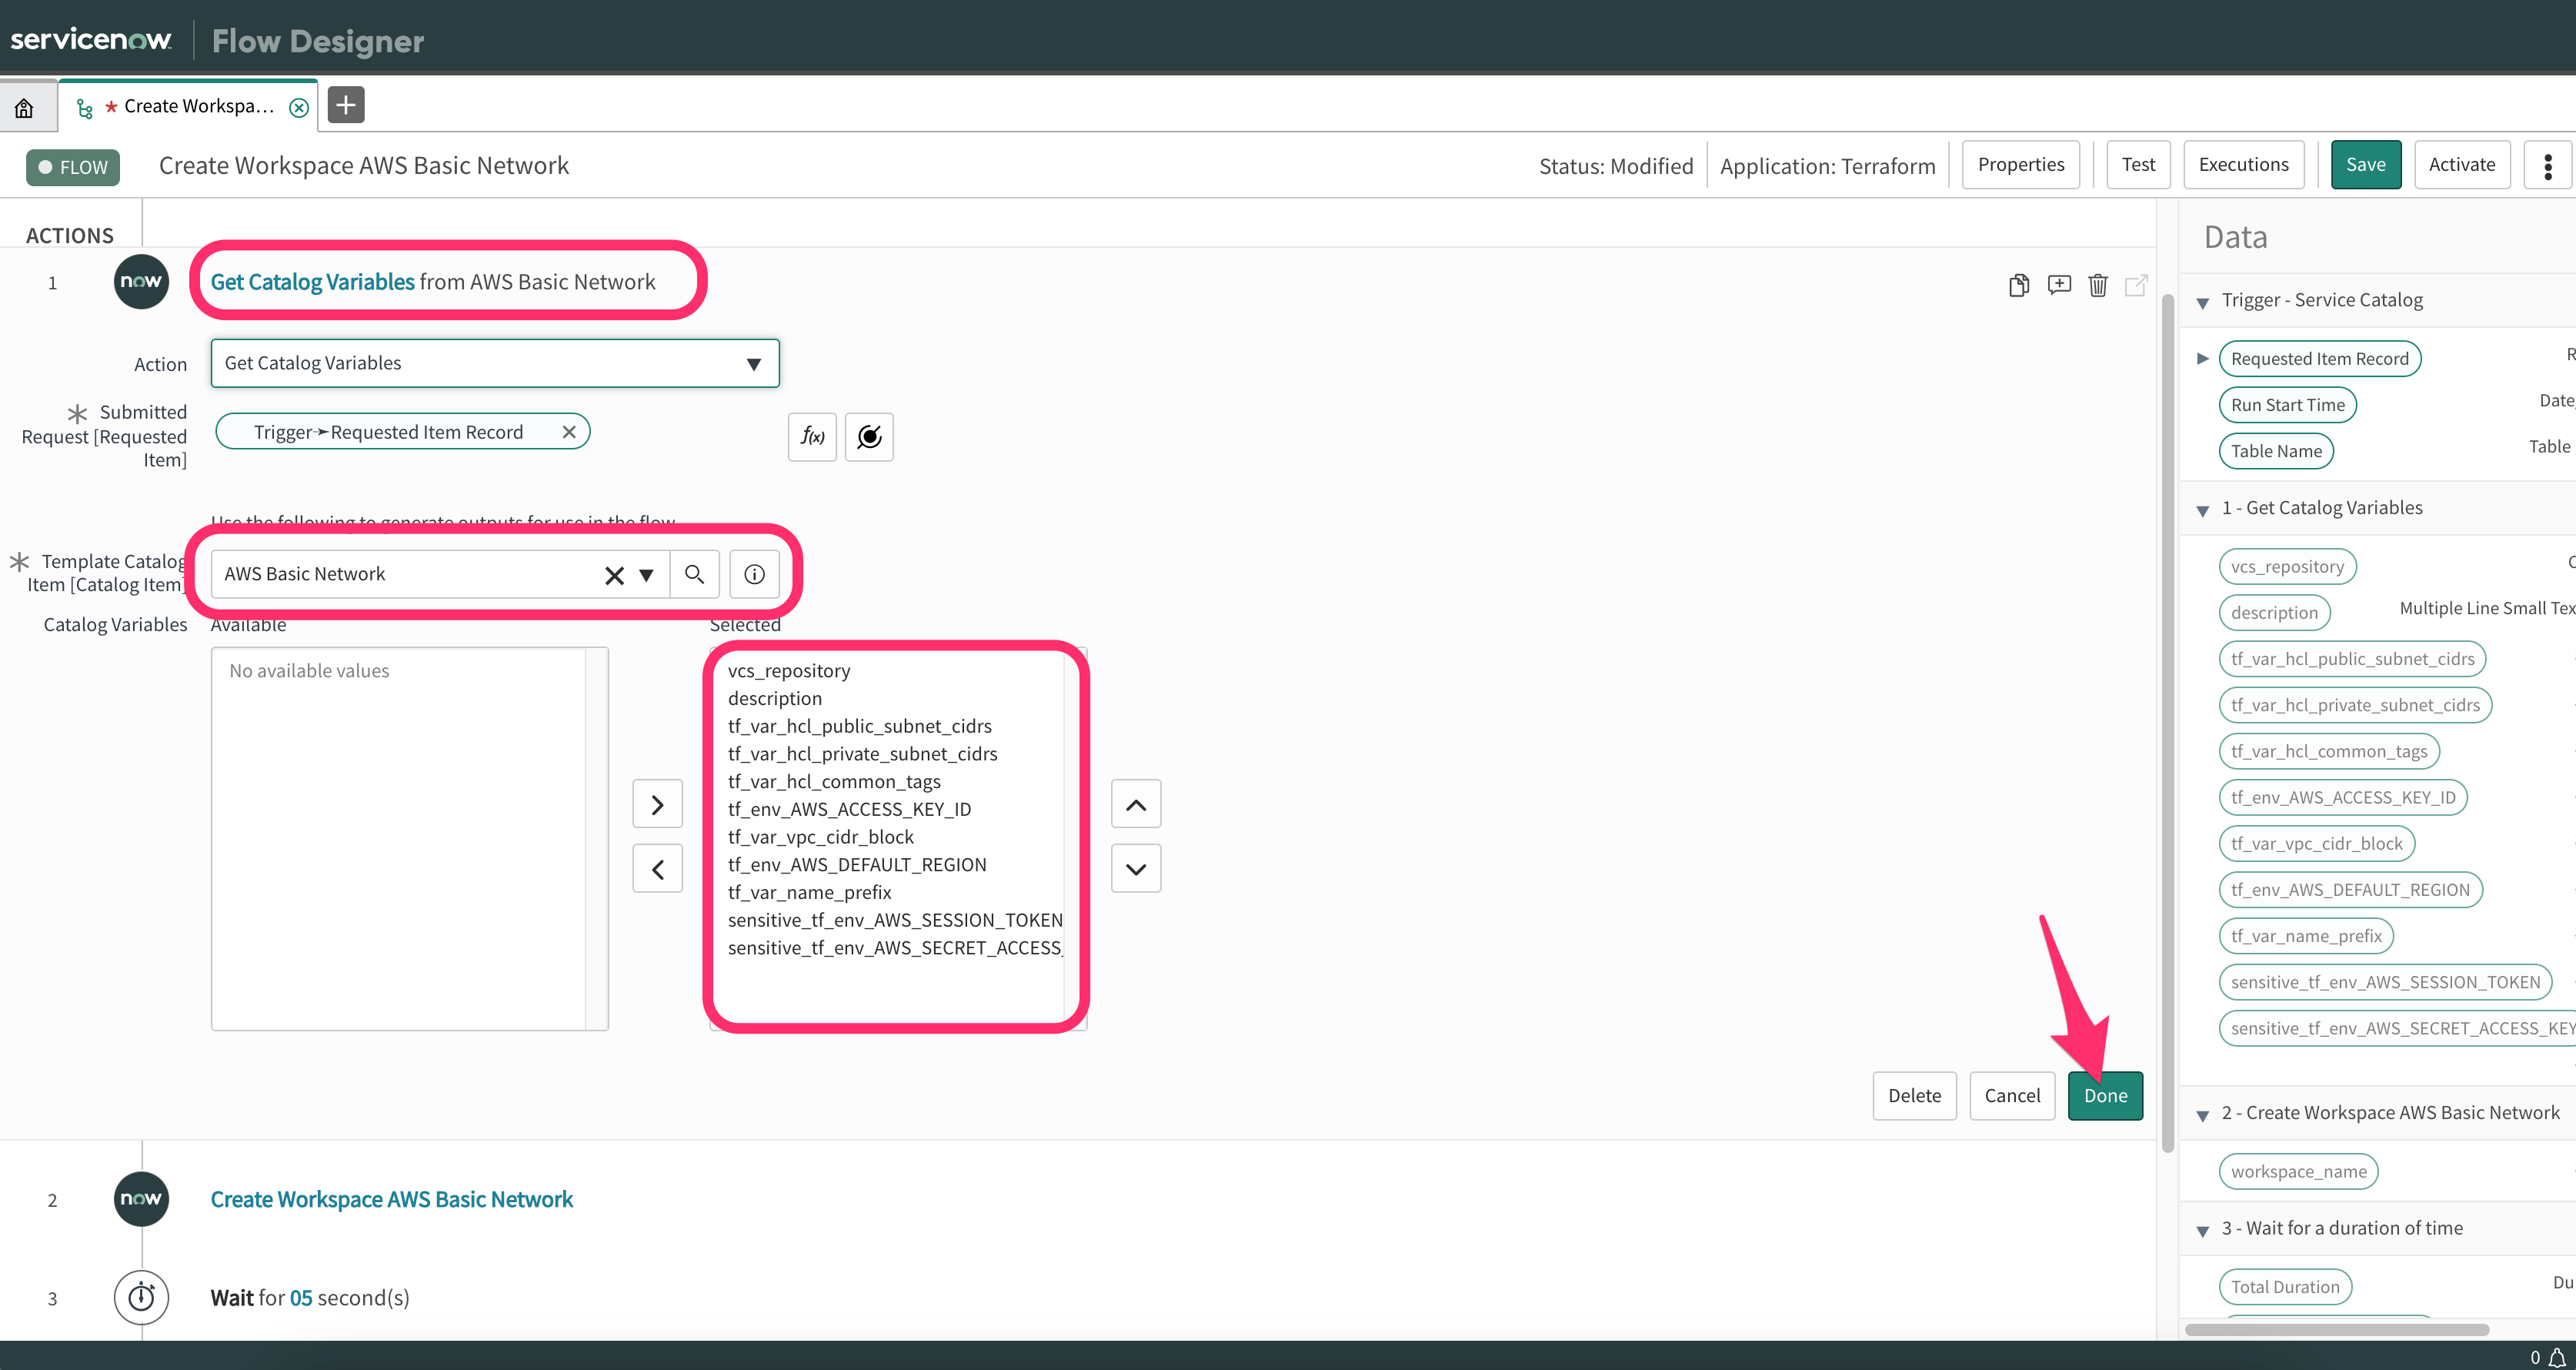 servicenow Flow Designer
* Create Workspa...
FLOW Create Workspace AWS Basic Network Status: Modified Application: Terraform Properties Test Executions Save Activate
ACTIONS
1 now Get Catalog Variables from AWS Basic Network
Action Get Catalog Variables
Submitted
Request [Requested
Item]
Trigger➛Requested Item Record
f(x)
Use the following to generate outputs for use in the flow
Template Catalog
Item [Catalog Item]
AWS Basic Network
Catalog Variables Available Selected
No available values
vcs_repository
description
tf_var_hcl_public_subnet_cidrs
tf_var_hcl_private_subnet_cidrs
tf_var_hcl_common_tags
tf_env_AWS_ACCESS_KEY_ID
tf_var_vpc_cidr_block
tf_env_AWS_DEFAULT_REGION
tf_var_name_prefix
sensitive_tf_env_AWS_SESSION_TOKEN
sensitive_tf_env_AWS_SECRET_ACCESS_
Delete Cancel Done
2 now Create Workspace AWS Basic Network
3 Wait for 05 second(s)
Data
Trigger - Service Catalog
Requested Item Record R
Run Start Time Date,
Table Name Table
1 - Get Catalog Variables
vcs_repository
description Multiple Line Small Tex
tf_var_hcl_public_subnet_cidrs
tf_var_hcl_private_subnet_cidrs
tf_var_hcl_common_tags
tf_env_AWS_ACCESS_KEY_ID
tf_var_vpc_cidr_block
tf_env_AWS_DEFAULT_REGION
tf_var_name_prefix
sensitive_tf_env_AWS_SESSION_TOKEN
sensitive_tf_env_AWS_SECRET_ACCESS_KEY
2 - Create Workspace AWS Basic Network
workspace_name
3 - Wait for a duration of time
Total Duration Du
0